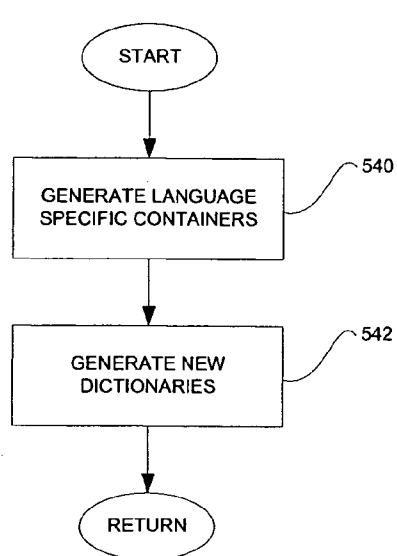 START
540
GENERATE LANGUAGE
SPECIFIC CONTAINERS
542
GENERATE NEW
DICTIONARIES
RETURN